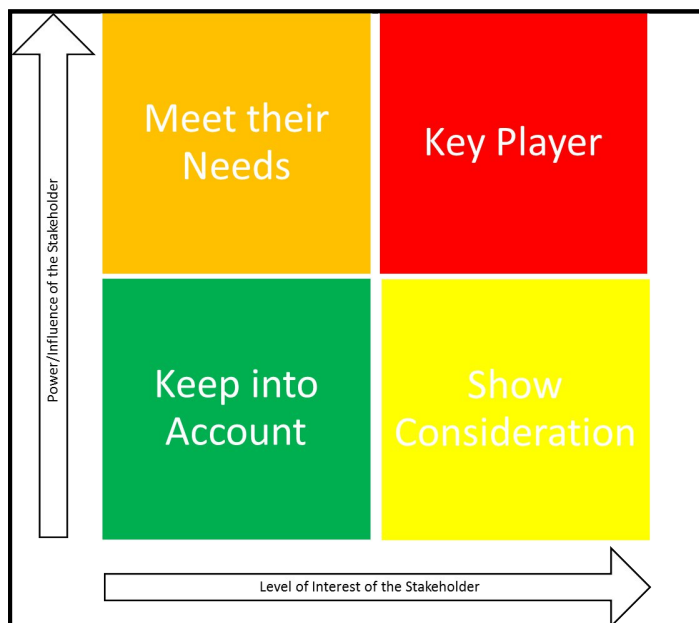 Meet their
Needs
Key Player
Power/Influence of the Stakeholder
Keep into
Account
Show
Consideration
Level of Interest of the Stakeholder